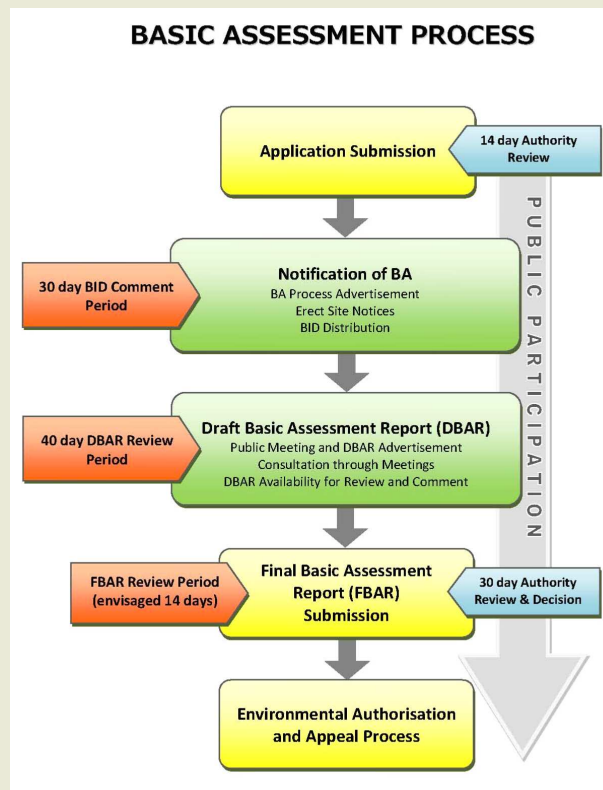 BASIC ASSESSMENT PROCESS
Application Submission
14 day Authority
Review
30 day BID Comment
Period
Notification of BA
BA Process Advertisement
Erect Site Notices
BID Distribution
40 day DBAR Review
Period
Draft Basic Assessment Report (DBAR)
Public Meeting and DBAR Advertisement
Consultation through Meetings
DBAR Availability for Review and Comment
FBAR Review Period
(envisaged 14 days)
Final Basic Assessment
Report (FBAR)
Submission
30 day Authority
Review & Decision
Environmental Authorisation
and Appeal Process
PUBLIC PARTICIPATION